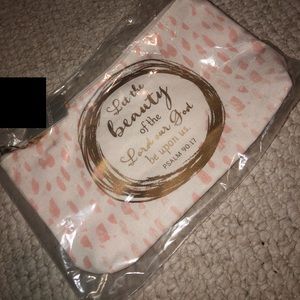 Let the
beauty
of the
Lord our God
be upon us.
PSALM 90:17